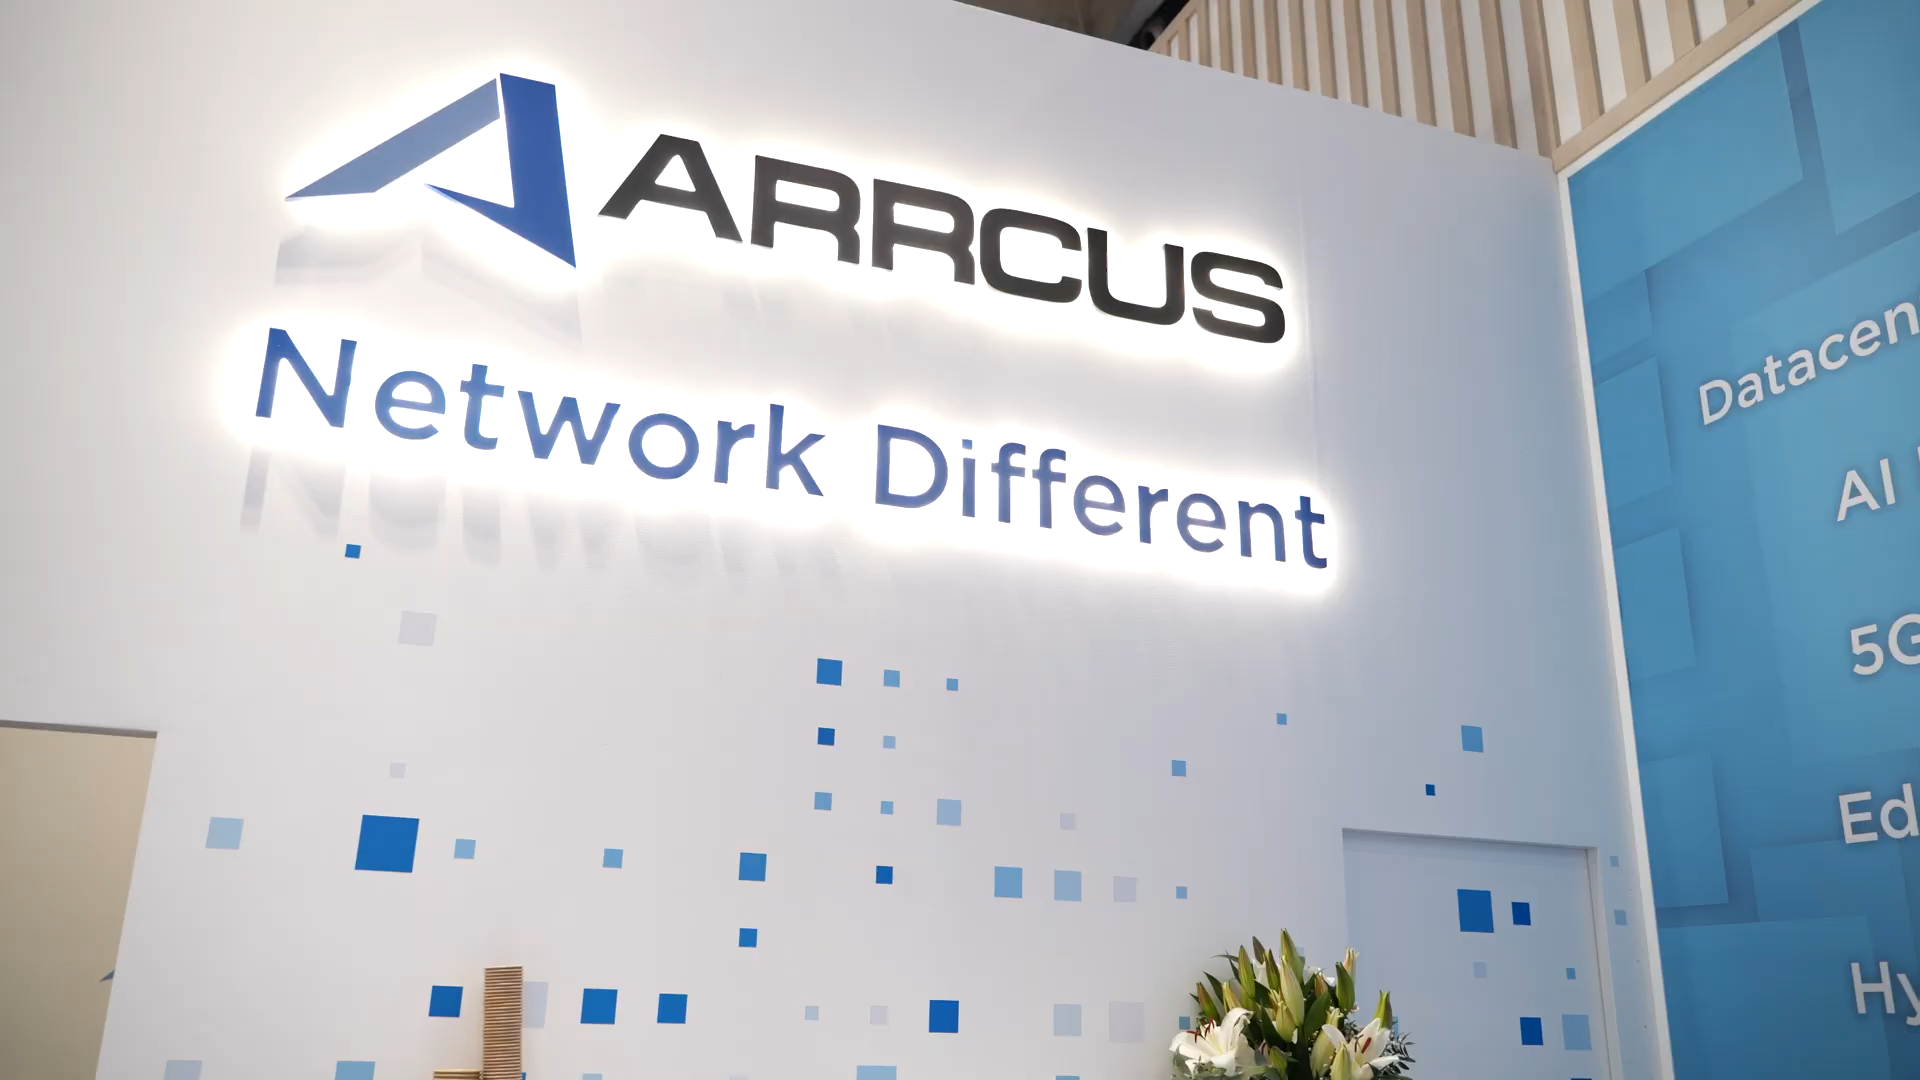 ARRCUS
Network Different
Datacen
AI
5G
Ed
Hy